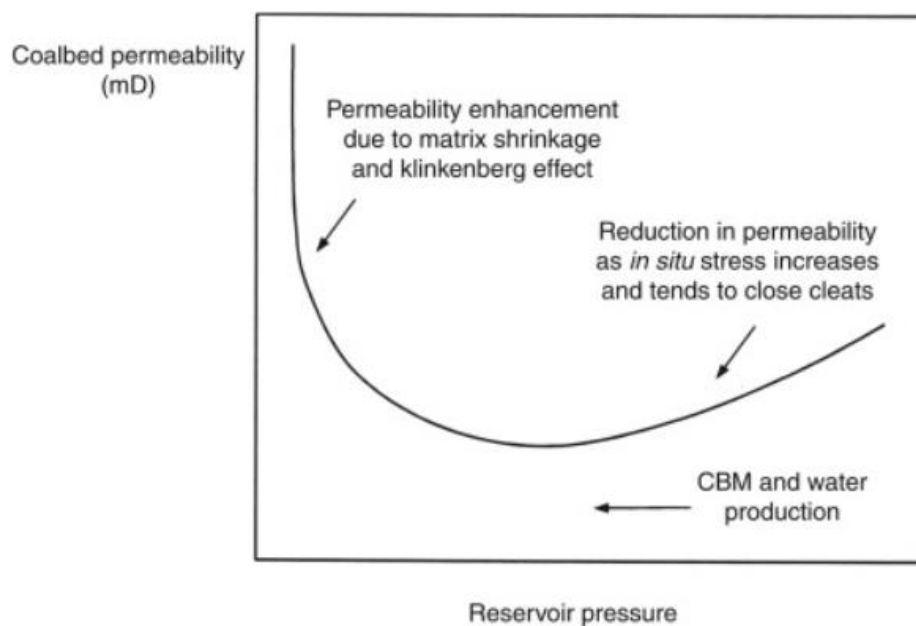 Coalbed permeability
(mD)
Permeability enhancement
due to matrix shrinkage
and klinkenberg effect
Reduction in permeability
as in situ stress increases
and tends to close cleats
CBM and water
production
Reservoir pressure